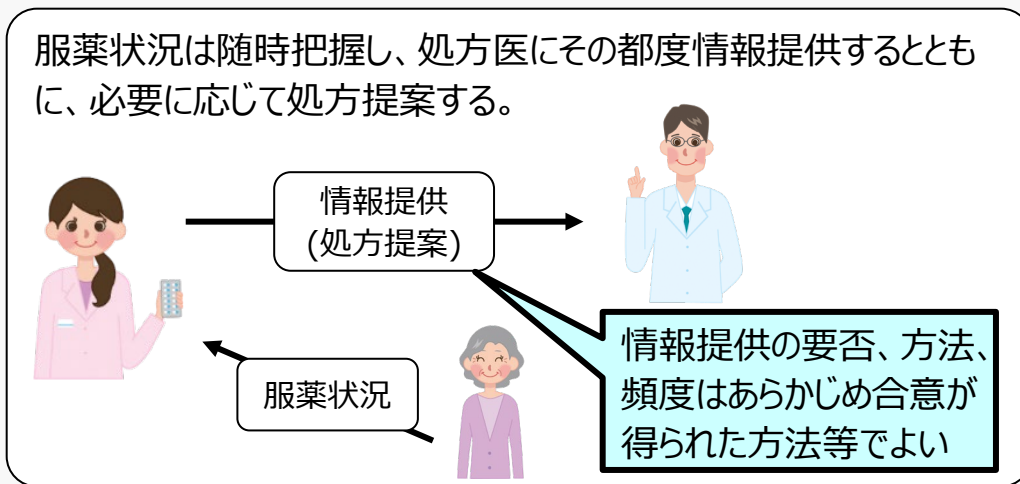 服薬状況は随時把握し、処方医にその都度情報提供するととも
に、必要に応じて処方提案する。
情報提供
(処方提案)
服薬状況
情報提供の要否、方法、
頻度はあらかじめ合意が
得られた方法等でよい